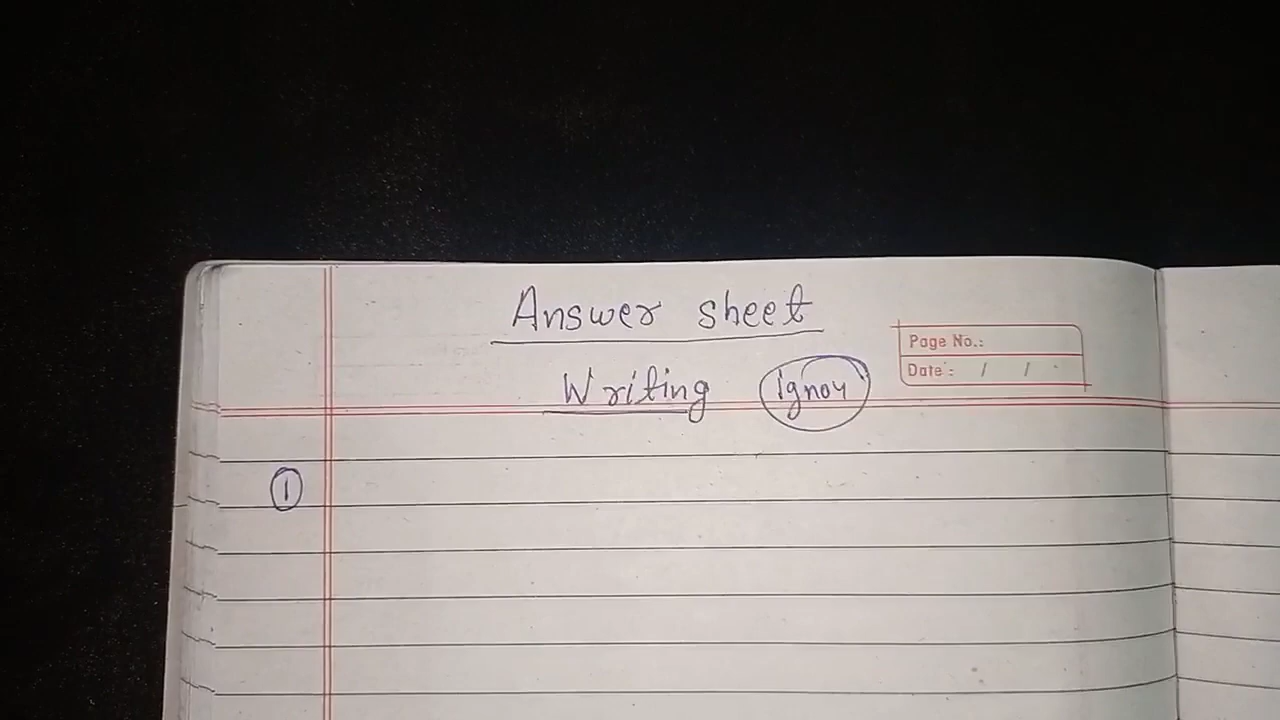 Answer sheet
Page No.:
Date: / /
Writing Ignou
1